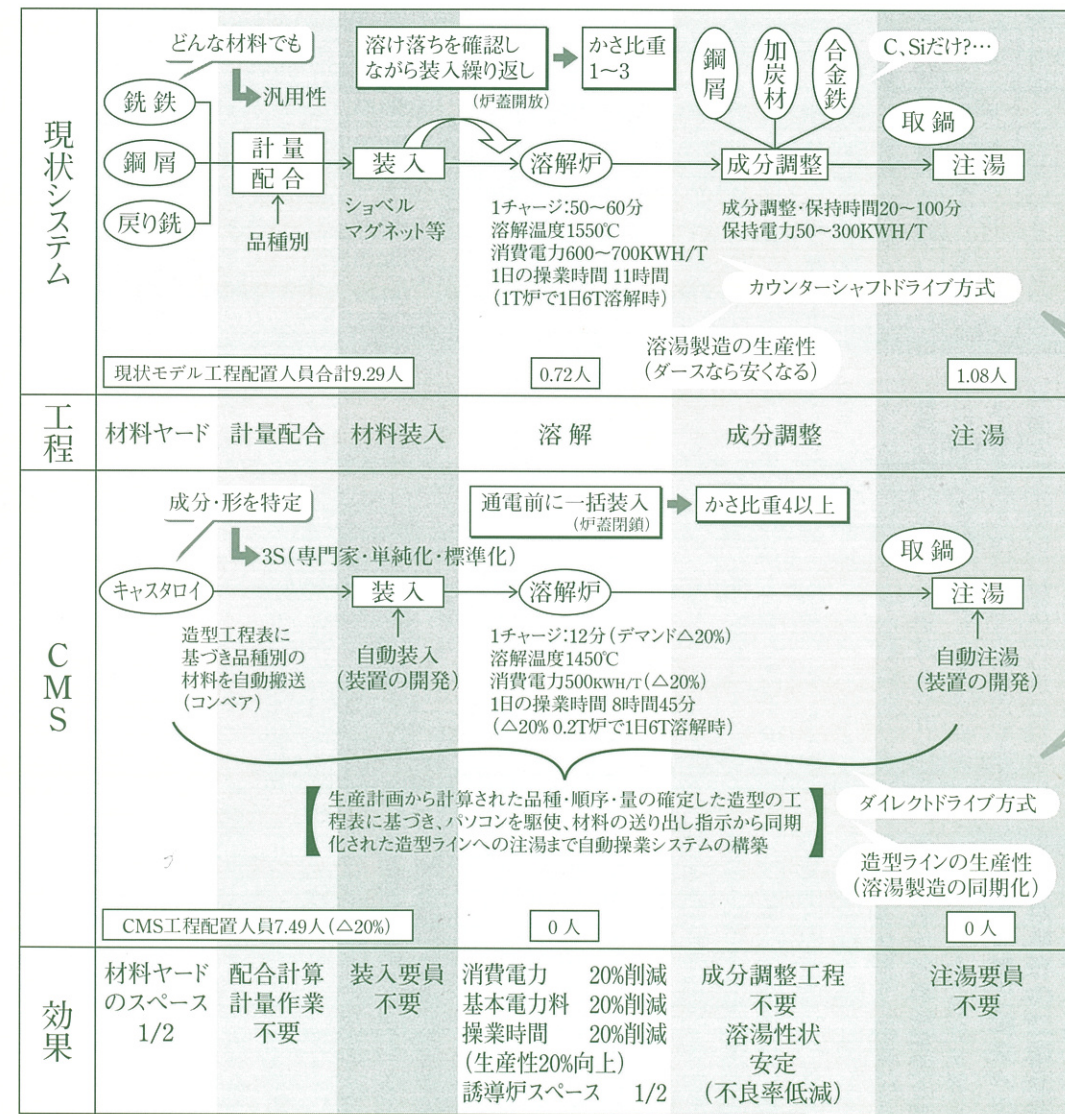 現状システム
どんな材料でも
汎用性
銑鉄
鋼屑
戻り銑
計量
配合
品種別
溶け落ちを確認し
ながら装入繰り返し
(炉蓋開放)
かさ比重
1〜3
装入
ショベル
マグネット等
溶解炉
1チャージ:50〜60分
溶解温度1550℃
消費電力600〜700KWH/T
1日の操業時間 11時間
(1T炉で1日6T溶解時)
鋼屑
加炭材
合金鉄
C、Siだけ?…
成分調整
成分調整・保持時間20〜100分
保持電力50〜300KWH/T
取鍋
注湯
カウンターシャフトドライブ方式
溶湯製造の生産性
(ダースなら安くなる)
現状モデル工程配置人員合計9.29人
0.72人
1.08人
工程
材料ヤード
計量配合
材料装入
溶解
成分調整
注湯
CMS
成分・形を特定
3S(専門家・単純化・標準化)
通電前に一括装入
(炉蓋閉鎖)
かさ比重4以上
キャスタロイ
造型工程表に
基づき品種別の
材料を自動搬送
(コンベア)
装入
自動装入
(装置の開発)
溶解炉
1チャージ:12分(デマンド△20%)
溶解温度1450℃
消費電力500KWH/T(△20%)
1日の操業時間 8時間45分
(△20% 0.2T炉で1日6T溶解時)
取鍋
注湯
自動注湯
(装置の開発)
【生産計画から計算された品種・順序・量の確定した造型の工
程表に基づき、パソコンを駆使、材料の送り出し指示から同期
化された造型ラインへの注湯まで自動操業システムの構築】
ダイレクトドライブ方式
造型ラインの生産性
(溶湯製造の同期化)
CMS工程配置人員7.49人(△20%)
0人
0人
効果
材料ヤード
のスペース
1/2
配合計算
計量作業
不要
装入要員
不要
消費電力 20%削減
基本電力料 20%削減
操業時間 20%削減
(生産性20%向上)
誘導炉スペース 1/2
成分調整工程
不要
溶湯性状
安定
(不良率低減)
注湯要員
不要